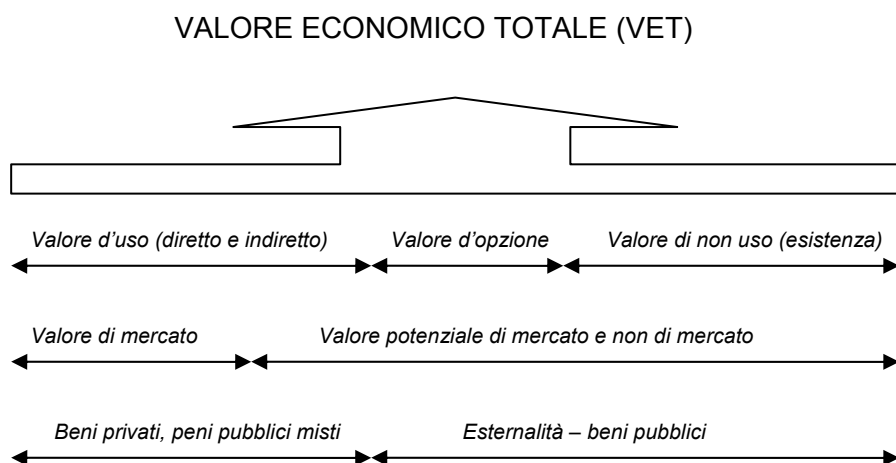 VALORE ECONOMICO TOTALE (VET)
Valore d’uso (diretto e indiretto) Valore d’opzione Valore di non uso (esistenza)
Valore di mercato Valore potenziale di mercato e non di mercato
Beni privati, peni pubblici misti Esternalità – beni pubblici